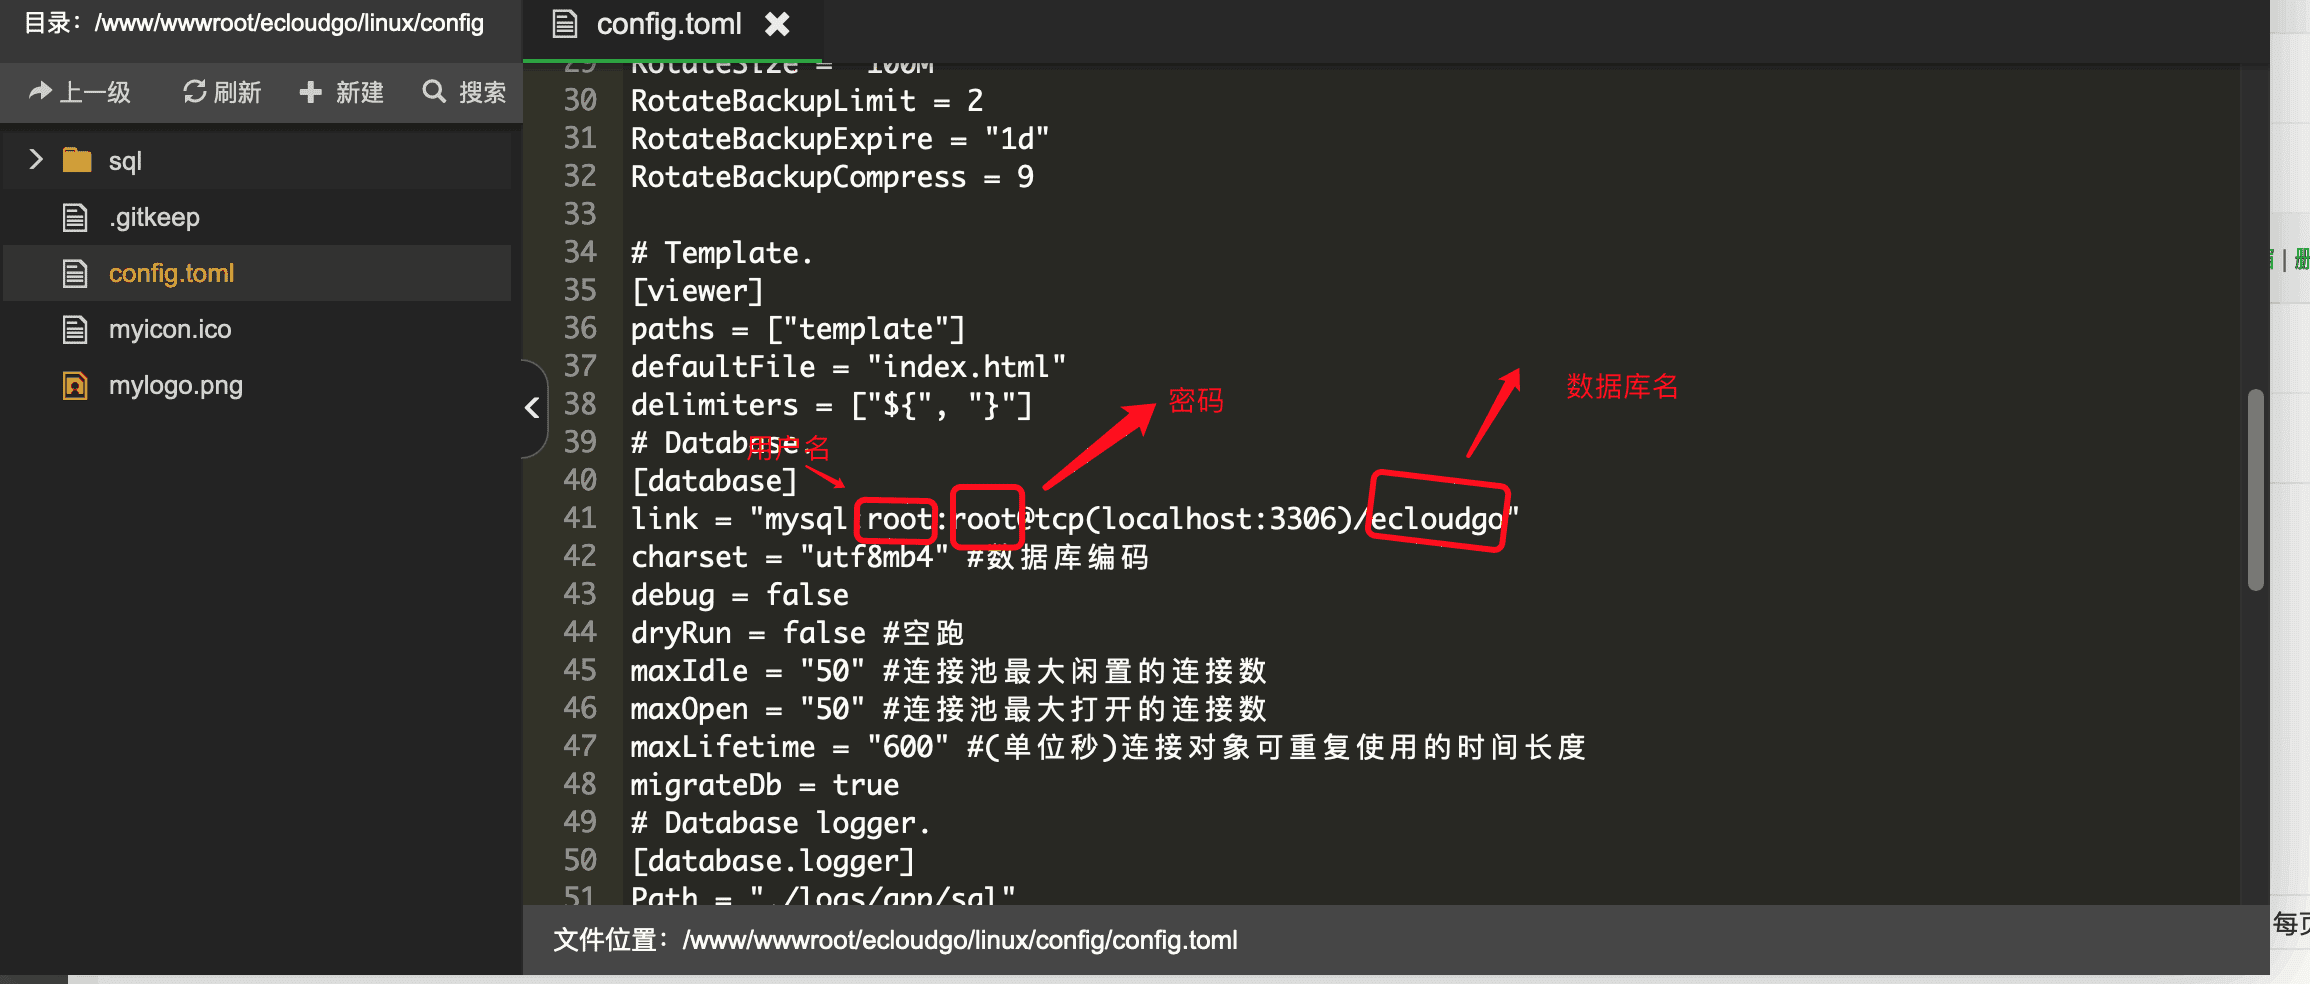 目录：/www/wwwroot/ecloudgo/linux/config
上一级 刷新 新建 搜索
sql
.gitkeep
config.toml
myicon.ico
mylogo.png
config.toml
29 RotateSize = "100M"
30 RotateBackupLimit = 2
31 RotateBackupExpire = "1d"
32 RotateBackupCompress = 9
33
34 # Template.
35 [viewer]
36 paths = ["template"]
37 defaultFile = "index.html"
38 delimiters = ["${", "}"]
密码
数据库名
39 # Database.
用户名
40 [database]
41 link = "mysql:root:root@tcp(localhost:3306)/ecloudgo"
42 charset = "utf8mb4" #数据库编码
43 debug = false
44 dryRun = false #空跑
45 maxIdle = "50" #连接池最大闲置的连接数
46 maxOpen = "50" #连接池最大打开的连接数
47 maxLifetime = "600" #(单位秒)连接对象可重复使用的时间长度
48 migrateDb = true
49 # Database logger.
50 [database.logger]
51 Path = "./logs/app/sql"
文件位置：/www/wwwroot/ecloudgo/linux/config/config.toml
| 删
每页